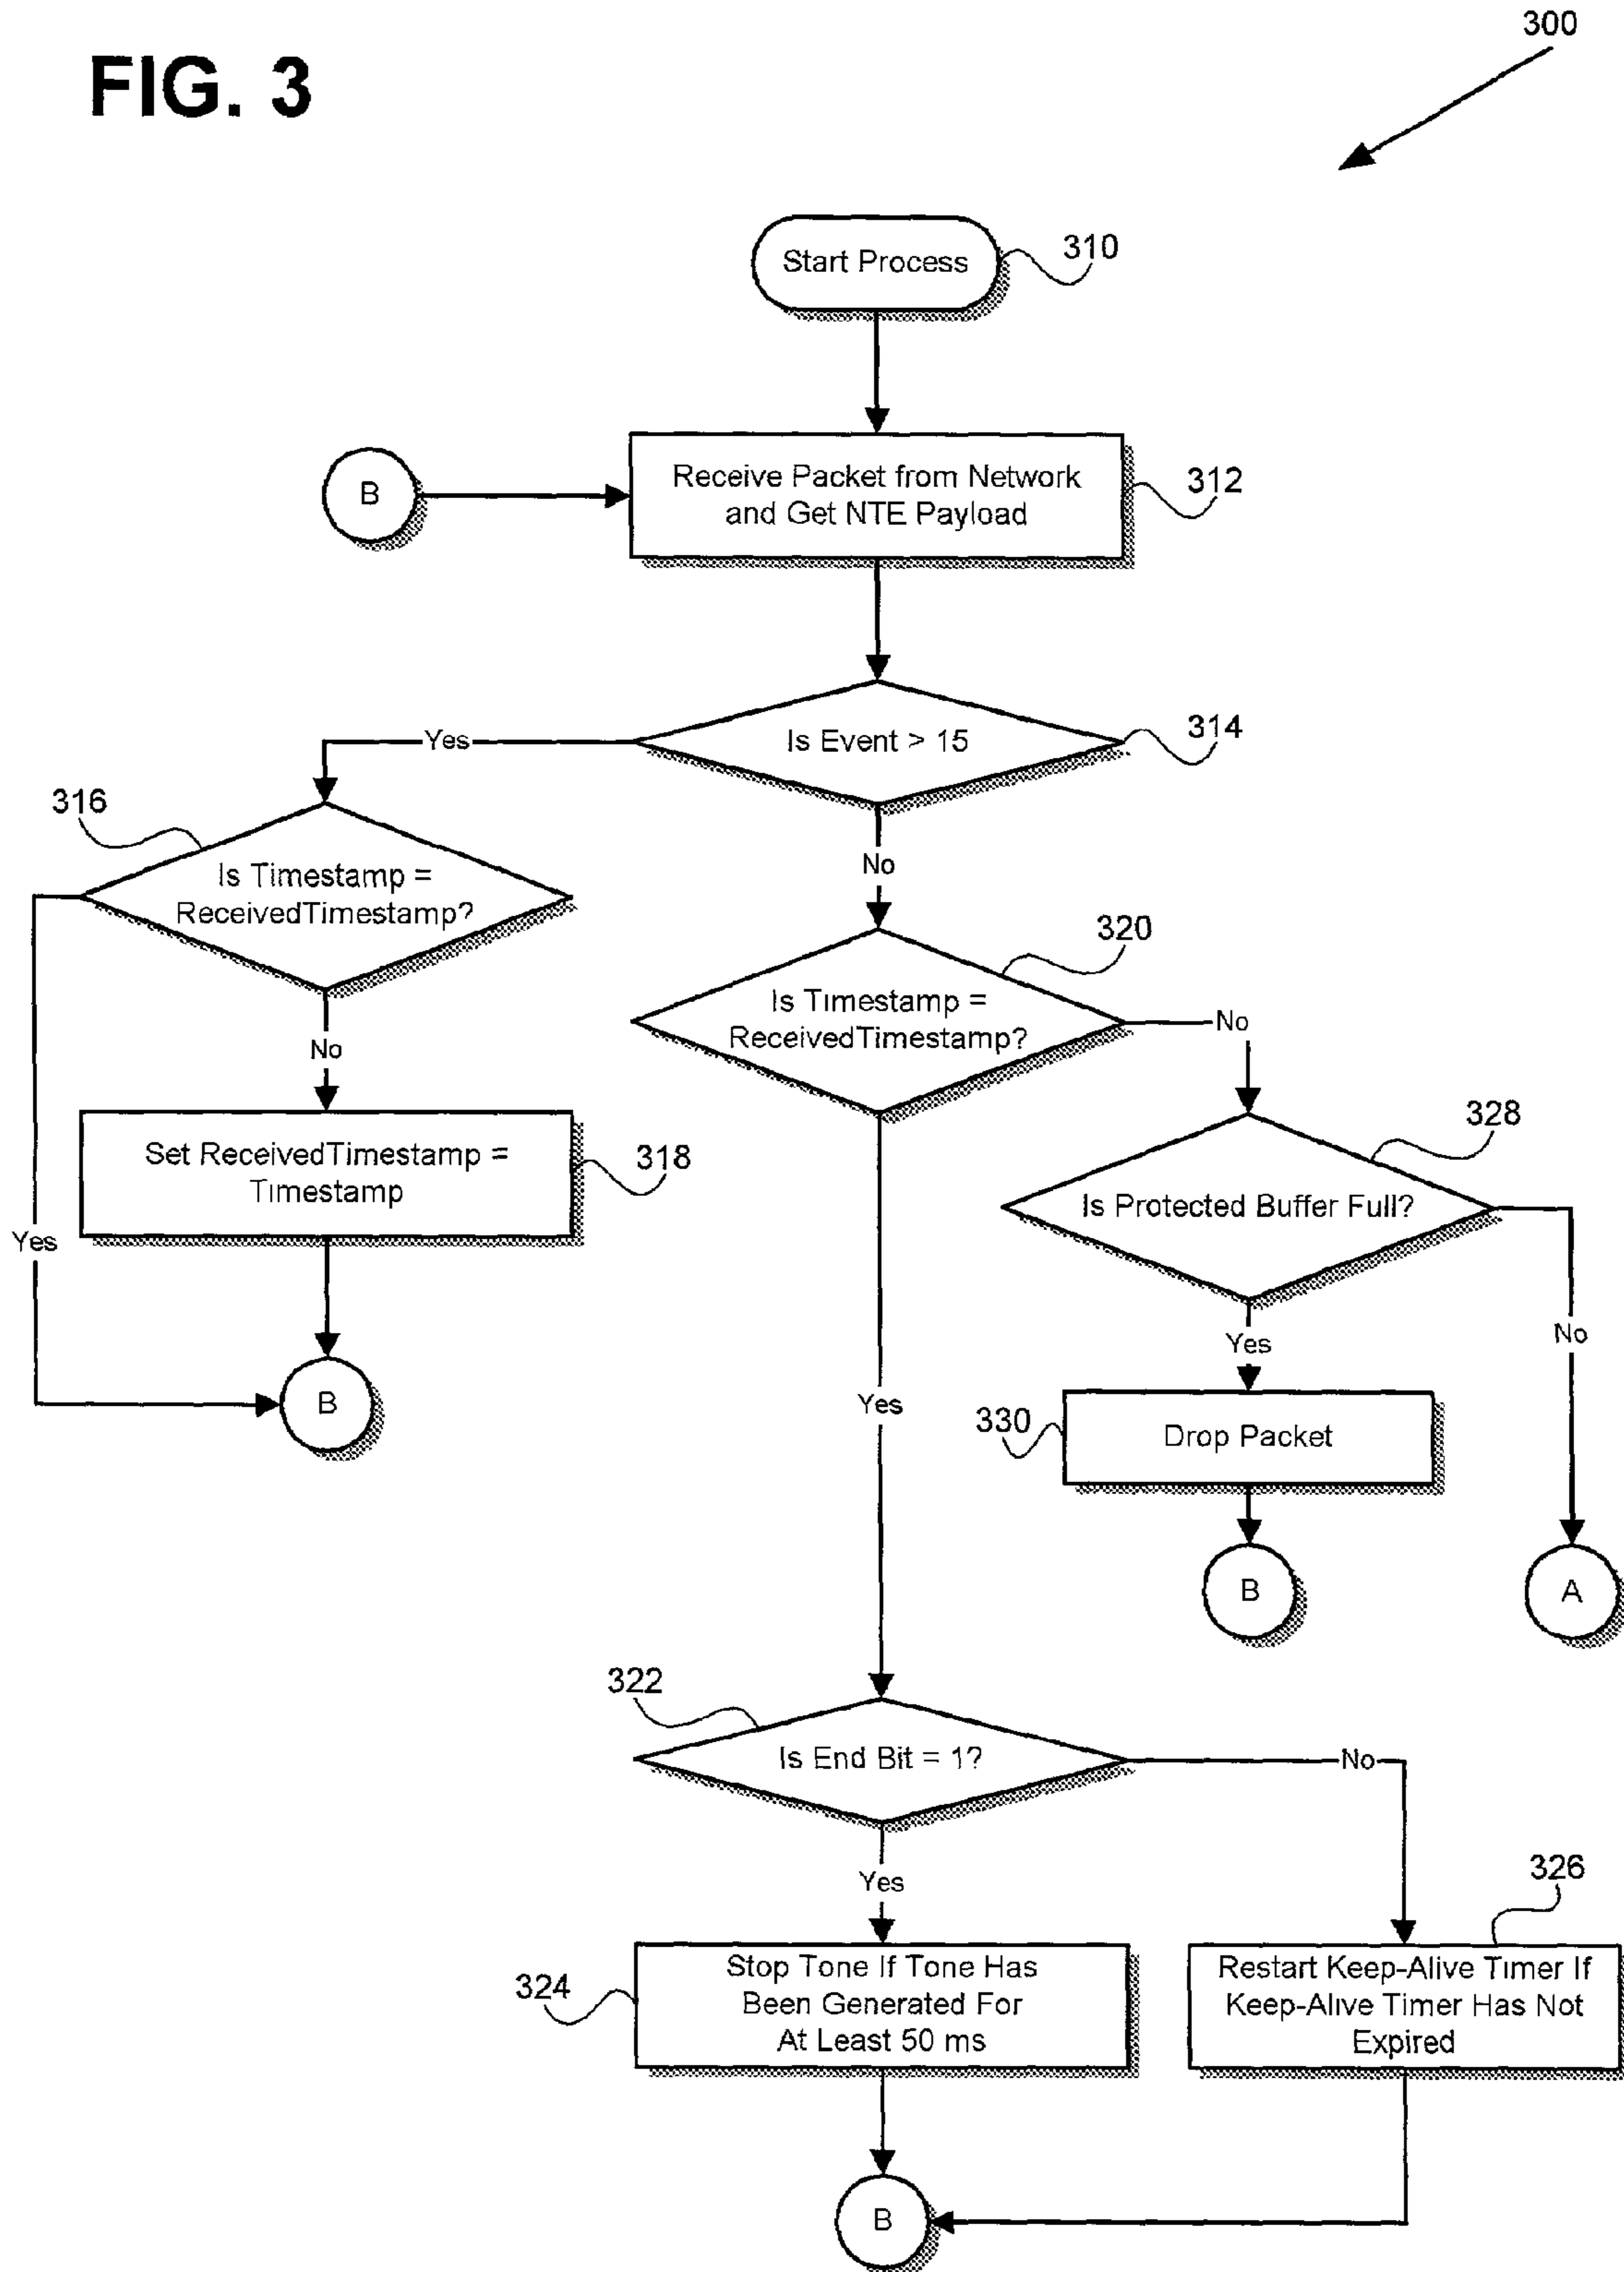 FIG. 3
300
Start Process
310
B
Receive Packet from Network
and Get NTE Payload
312
Is Event > 15
314
Yes
No
316
Is Timestamp =
ReceivedTimestamp?
No
Set ReceivedTimestamp =
Timestamp
318
Yes
B
320
Is Timestamp =
ReceivedTimestamp?
No
328
Is Protected Buffer Full?
Yes
No
330
Drop Packet
B
A
Yes
322
Is End Bit = 1?
No
Yes
324
Stop Tone If Tone Has
Been Generated For
At Least 50 ms
326
Restart Keep-Alive Timer If
Keep-Alive Timer Has Not
Expired
B